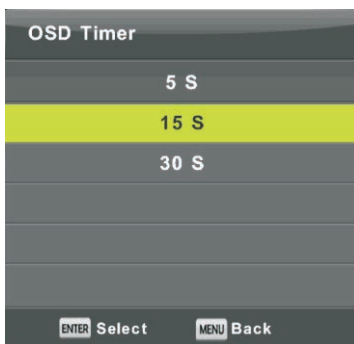 OSD Timer
5 S
15 S
30 S
ENTER Select MENU Back